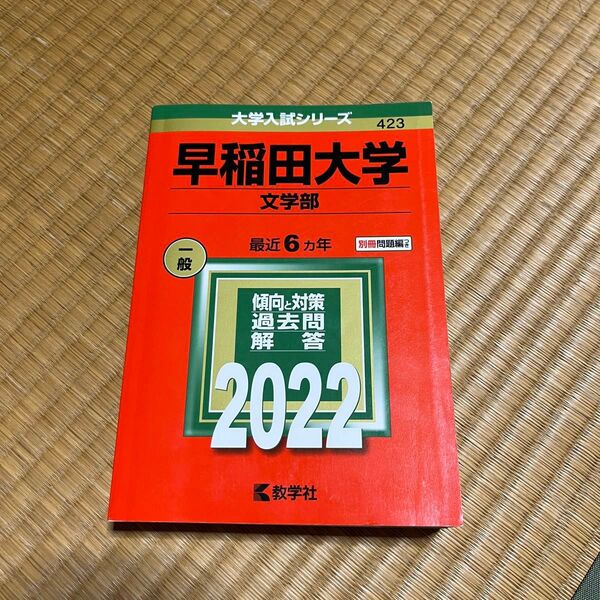 大学入試シリーズ
423
早稲田大学
文学部
最近6カ年
別冊問題編つき
一般
傾向と対策
過去問
解答
2022
教学社